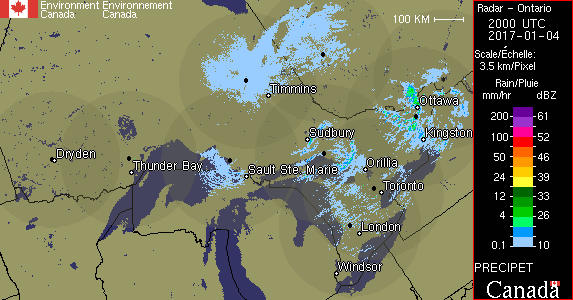 Environment Environnement
Canada Canada
100 KM
Timmins
Ottawa
Sudbury
Kingston
Dryden
Thunder Bay
Sault Ste. Marie
Orillia
Toronto
London
Windsor
Radar - Ontario
2000 UTC
2017-01-04
Scale/Échelle:
3.5 km/Pixel
Rain/Pluie
mm/hr dBZ
200 61
100 52
50 46
24 39
12 33
4 26
1 20
0.1 10
PRECIPET
Canada